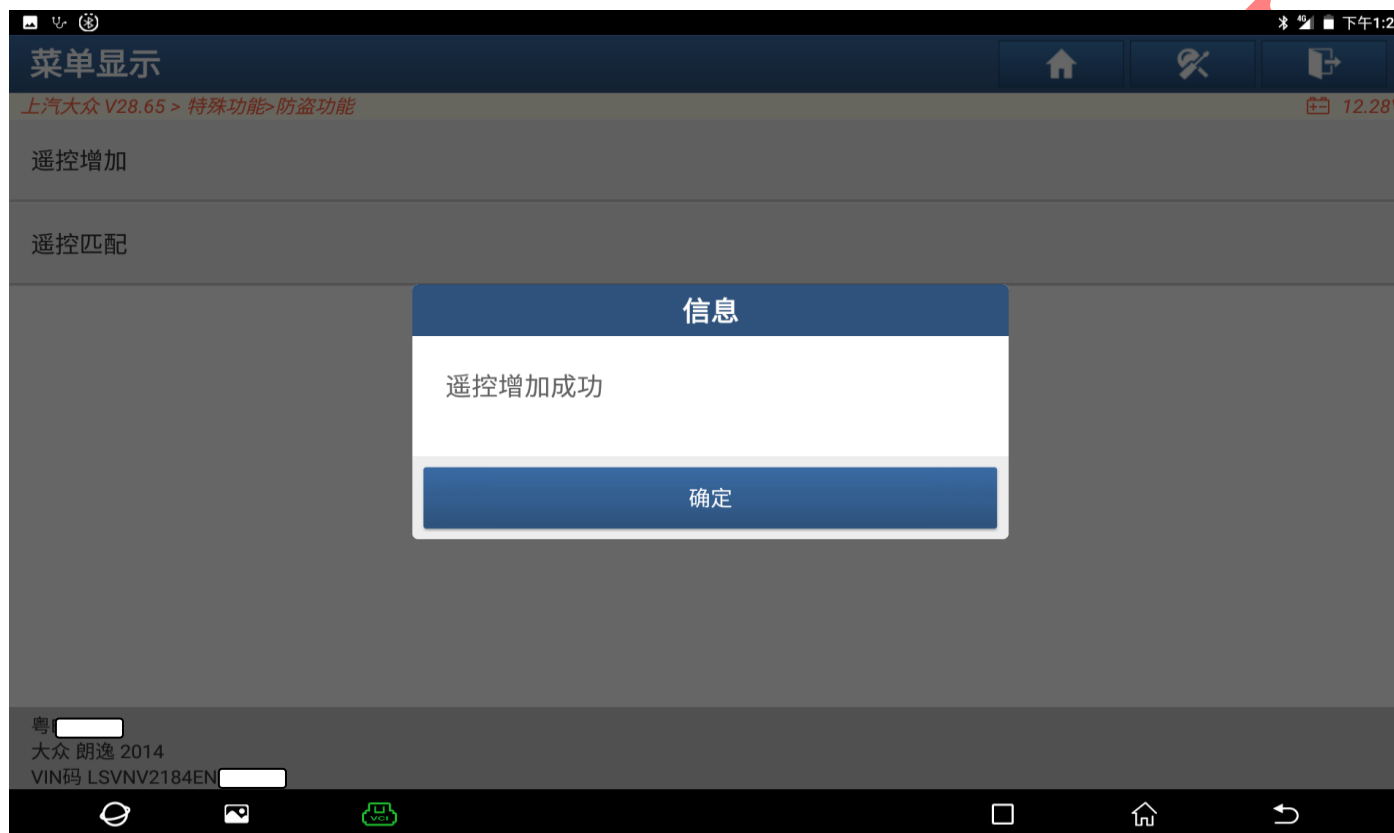 4G 下午1:2
菜单显示
上汽大众 V28.65 > 特殊功能>防盗功能
12.28
遥控增加
遥控匹配
信息
遥控增加成功
确定
粤
大众 朗逸 2014
VIN码 LSVNV2184EN
VCI